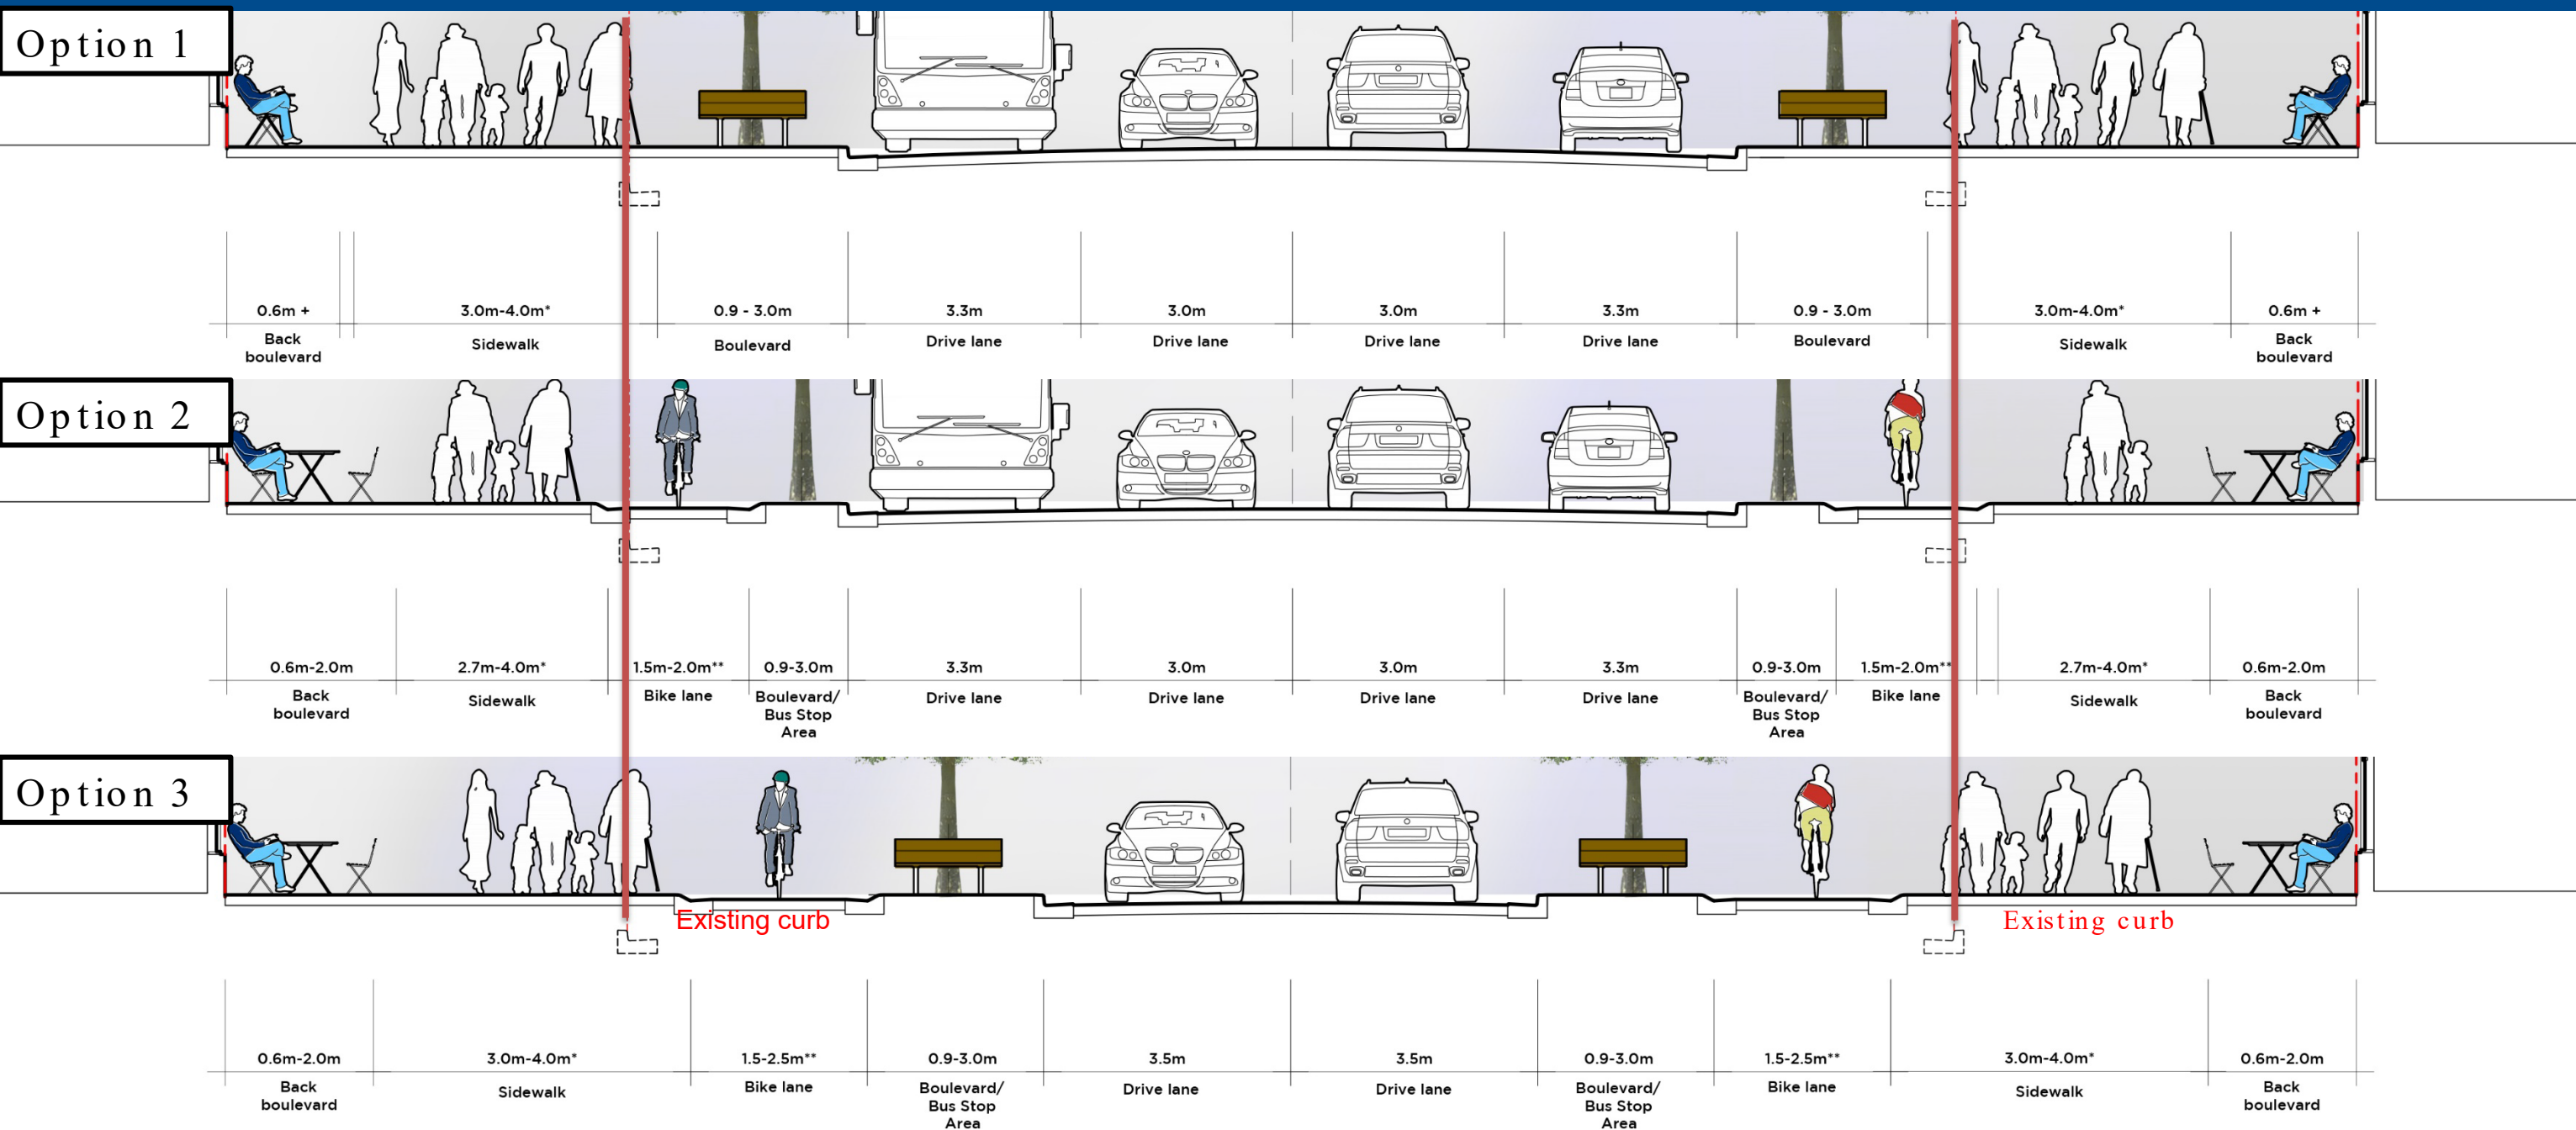 Option 1
0.6m +
3.0m-4.0m*
0.9 - 3.0m
3.3m
3.0m
3.0m
3.3m
0.9 - 3.0m
3.0m-4.0m*
0.6m +
Back
boulevard
Sidewalk
Boulevard
Drive lane
Drive lane
Drive lane
Drive lane
Boulevard
Sidewalk
Back
boulevard
Option 2
0.6m-2.0m
2.7m-4.0m*
1.5m-2.0m**
0.9-3.0m
3.3m
3.0m
3.0m
3.3m
0.9-3.0m
1.5m-2.0m**
2.7m-4.0m*
0.6m-2.0m
Back
boulevard
Sidewalk
Bike lane
Boulevard/
Bus Stop
Area
Drive lane
Drive lane
Drive lane
Drive lane
Boulevard/
Bus Stop
Area
Bike lane
Sidewalk
Back
boulevard
Option 3
Existing curb
Existing curb
0.6m-2.0m
3.0m-4.0m*
1.5-2.5m**
0.9-3.0m
3.5m
3.5m
0.9-3.0m
1.5-2.5m**
3.0m-4.0m*
0.6m-2.0m
Back
boulevard
Sidewalk
Bike lane
Boulevard/
Bus Stop
Area
Drive lane
Drive lane
Boulevard/
Bus Stop
Area
Bike lane
Sidewalk
Back
boulevard